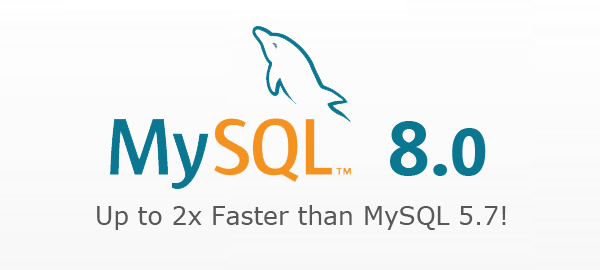 MySQL™ 8.0
Up to 2x Faster than MySQL 5.7!